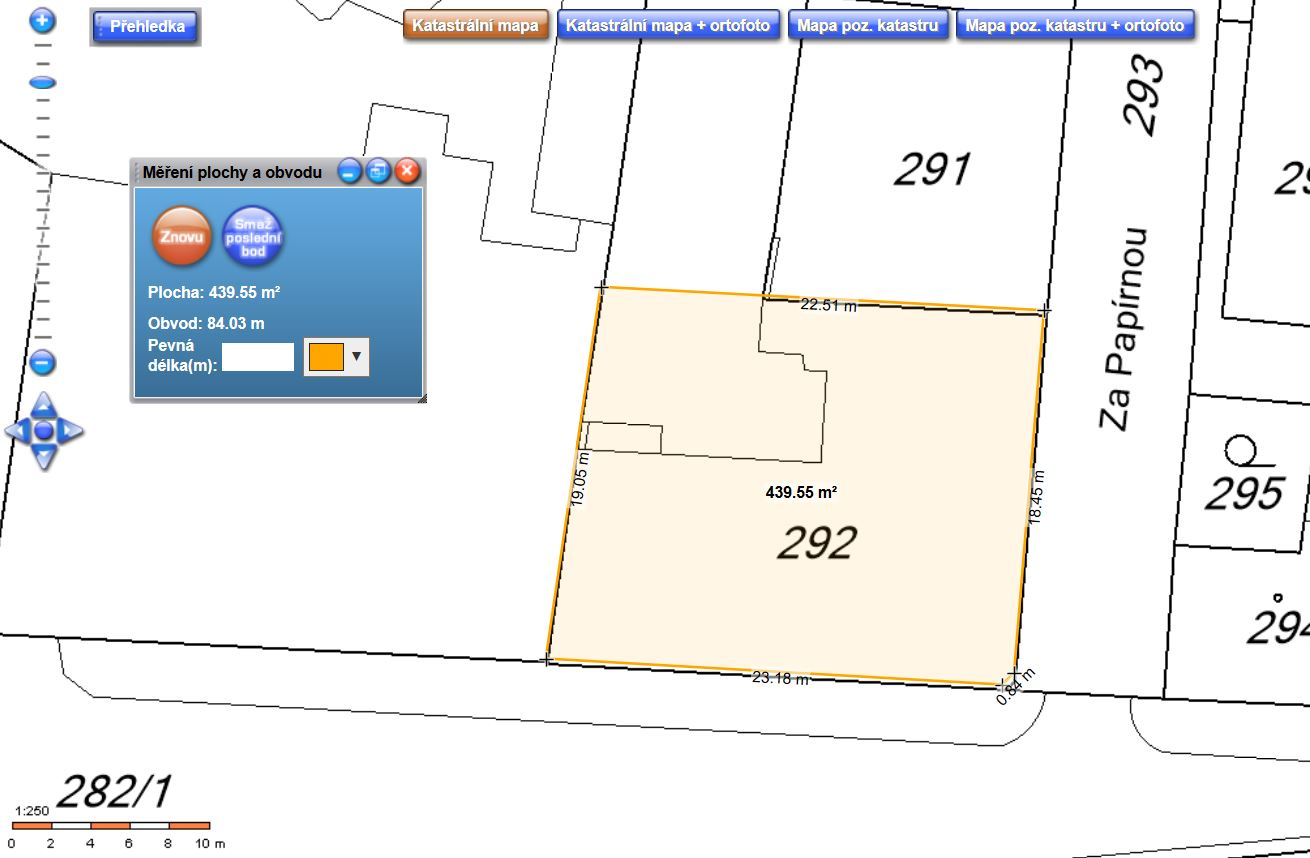 Přehledka
Katastrální mapa
Katastrální mapa + ortofoto
Mapa poz. katastru
Mapa poz. katastru + ortofoto
293
291
Měření plochy a obvodu
Znovu
Smaž
poslední
bod
Plocha: 439.55 m²
Obvod: 84.03 m
Pevná
délka(m):
22.51 m
Za Papírnou
19.05 m
439.55 m²
18.45 m
295
292
294
23.18 m
0.84 m
282/1
1:250
0 2 4 6 8 10 m